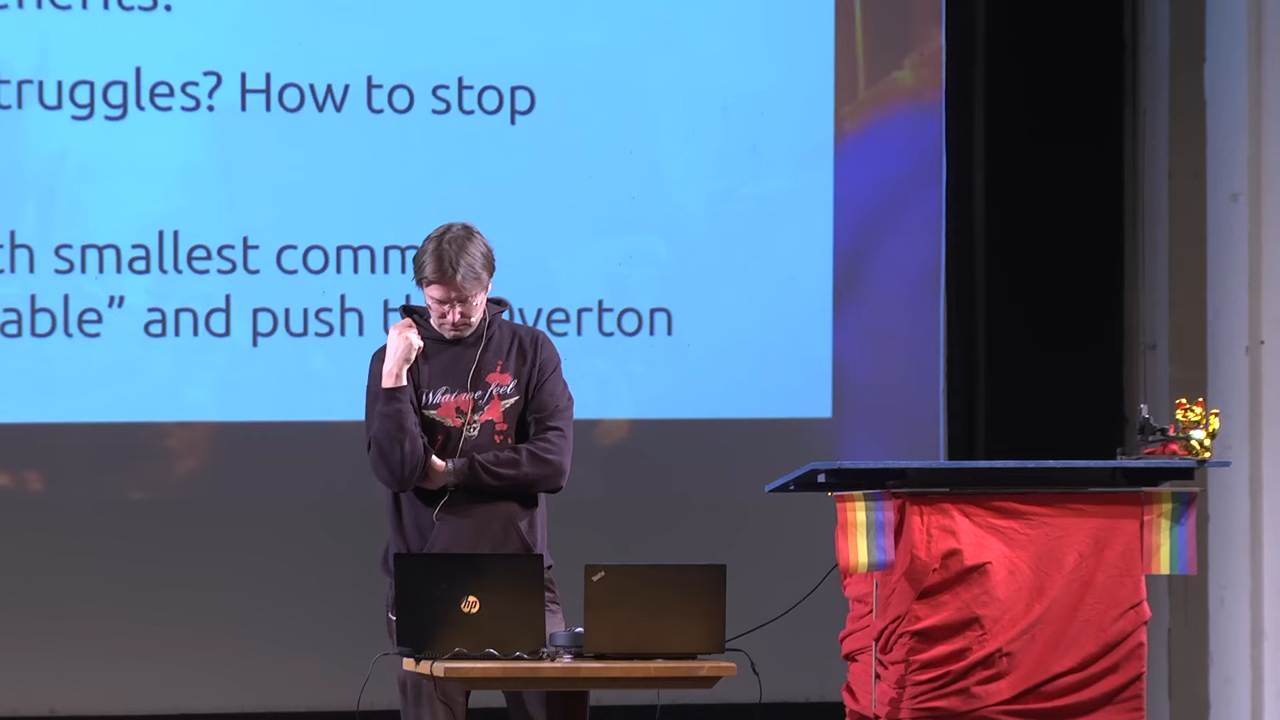 truggles? How to stop
th smallest comm
able” and push t verton
What we feel
hp